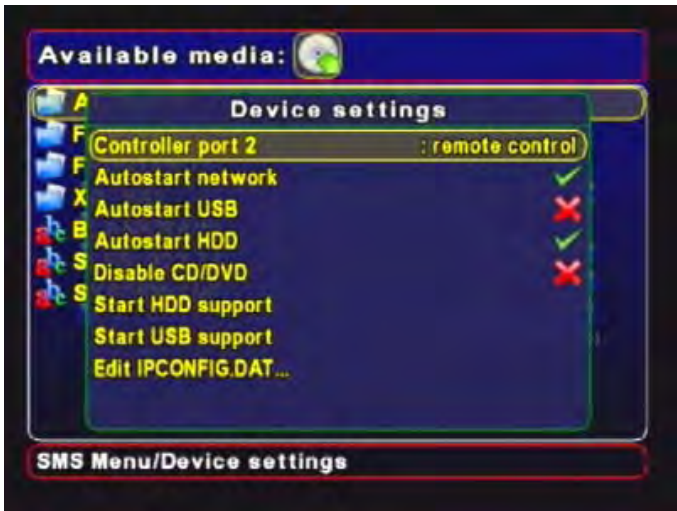 Available media:
A
F
F
X
B
S
S
Device settings
Controller port 2 : remote control
Autostart network
Autostart USB
Autostart HDD
Disable CD/DVD
Start HDD support
Start USB support
Edit IPCONFIG.DAT...
SMS Menu/Device settings